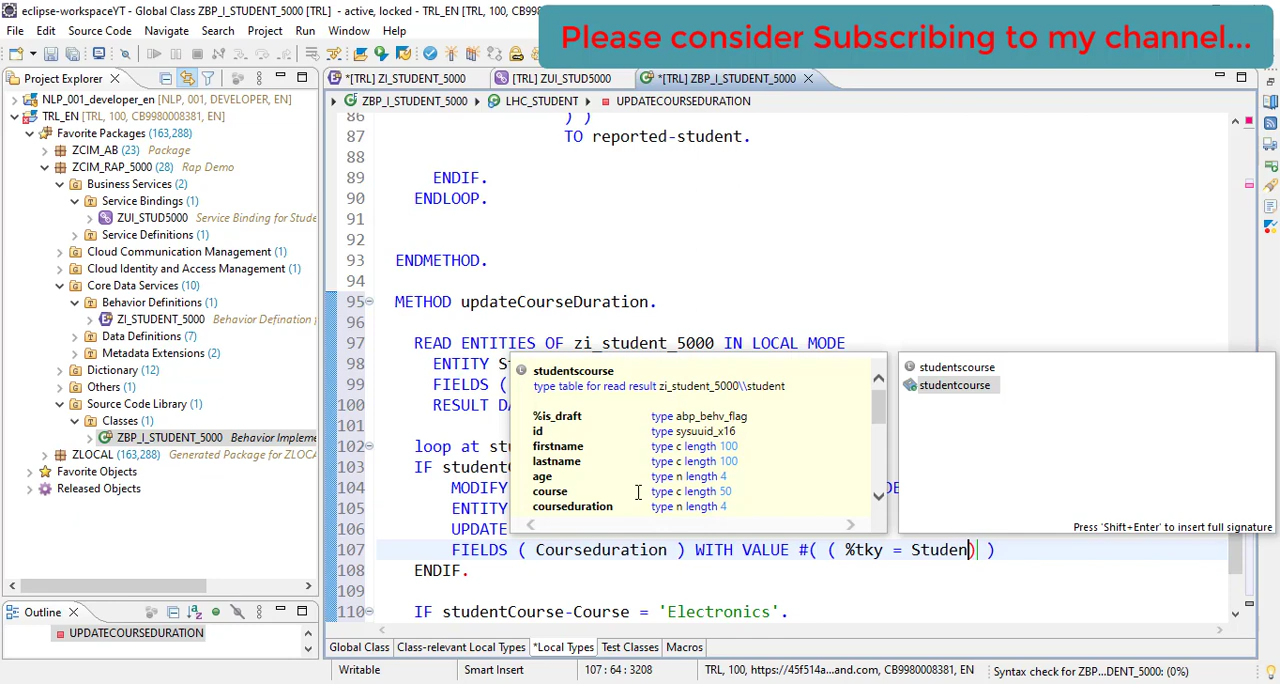 eclipse-workspaceYT - Global Class ZBP_I_STUDENT_5000 [TRL] - active, locked - TRL_EN [TRL, 100, CB9
Please consider Subscribing to my channel...
File Edit Source Code Navigate Search Project Run Window Help
Project Explorer
*[TRL] ZI_STUDENT_5000
[TRL] ZUI_STUD5000
*[TRL] ZBP_I_STUDENT_5000
NLP_001_developer_en [NLP, 001, DEVELOPER, EN]
TRL_EN [TRL, 100, CB9980008381, EN]
Favorite Packages (163,288)
ZCIM_AB (23) Package
ZCIM_RAP_5000 (28) Rap Demo
Business Services (2)
Service Bindings (1)
ZUI_STUD5000 Service Binding for Stude
Service Definitions (1)
Cloud Communication Management (1)
Cloud Identity and Access Management (1)
Core Data Services (10)
Behavior Definitions (1)
ZI_STUDENT_5000 Behavior Defination f
Data Definitions (7)
Metadata Extensions (2)
Dictionary (12)
Others (1)
Source Code Library (1)
Classes (1)
ZBP_I_STUDENT_5000 Behavior Impleme
ZLOCAL (163,288) Generated Package for ZLOCAL
Favorite Objects
Released Objects
Outline
UPDATECOURSEDURATION
ZBP_I_STUDENT_5000 LHC_STUDENT UPDATECOURSEDURATION
86 ) )
87 TO reported-student.
88
89 ENDIF.
90 ENDLOOP.
91
92
93 ENDMETHOD.
94
95 METHOD updateCourseDuration.
96
97 READ ENTITIES OF zi_student_5000 IN LOCAL MODE
98 ENTITY S
99 FIELDS (
100 RESULT DA
101
102 loop at stu
103 IF studentC
104 MODIFY DE
105 ENTITY
106 UPDATE
107 FIELDS ( Courseduration ) WITH VALUE #( ( %tky = Studen) )
108 ENDIF.
109
110 IF studentCourse-Course = 'Electronics'.
studentscourse
type table for read result zi_student_5000\\student
%is_draft type abp_behv_flag
id type sysuuid_x16
firstname type c length 100
lastname type c length 100
age type n length 4
course type c length 50
courseduration type n length 4
studentscourse
studentcourse
Press 'Shift+Enter' to insert full signature
Global Class Class-relevant Local Types *Local Types Test Classes Macros
Writable Smart Insert 107 : 64 : 3208 TRL, 100, https://45f514a...and.com, CB9980008381, EN Syntax check for ZBP...DENT_5000: (0%)